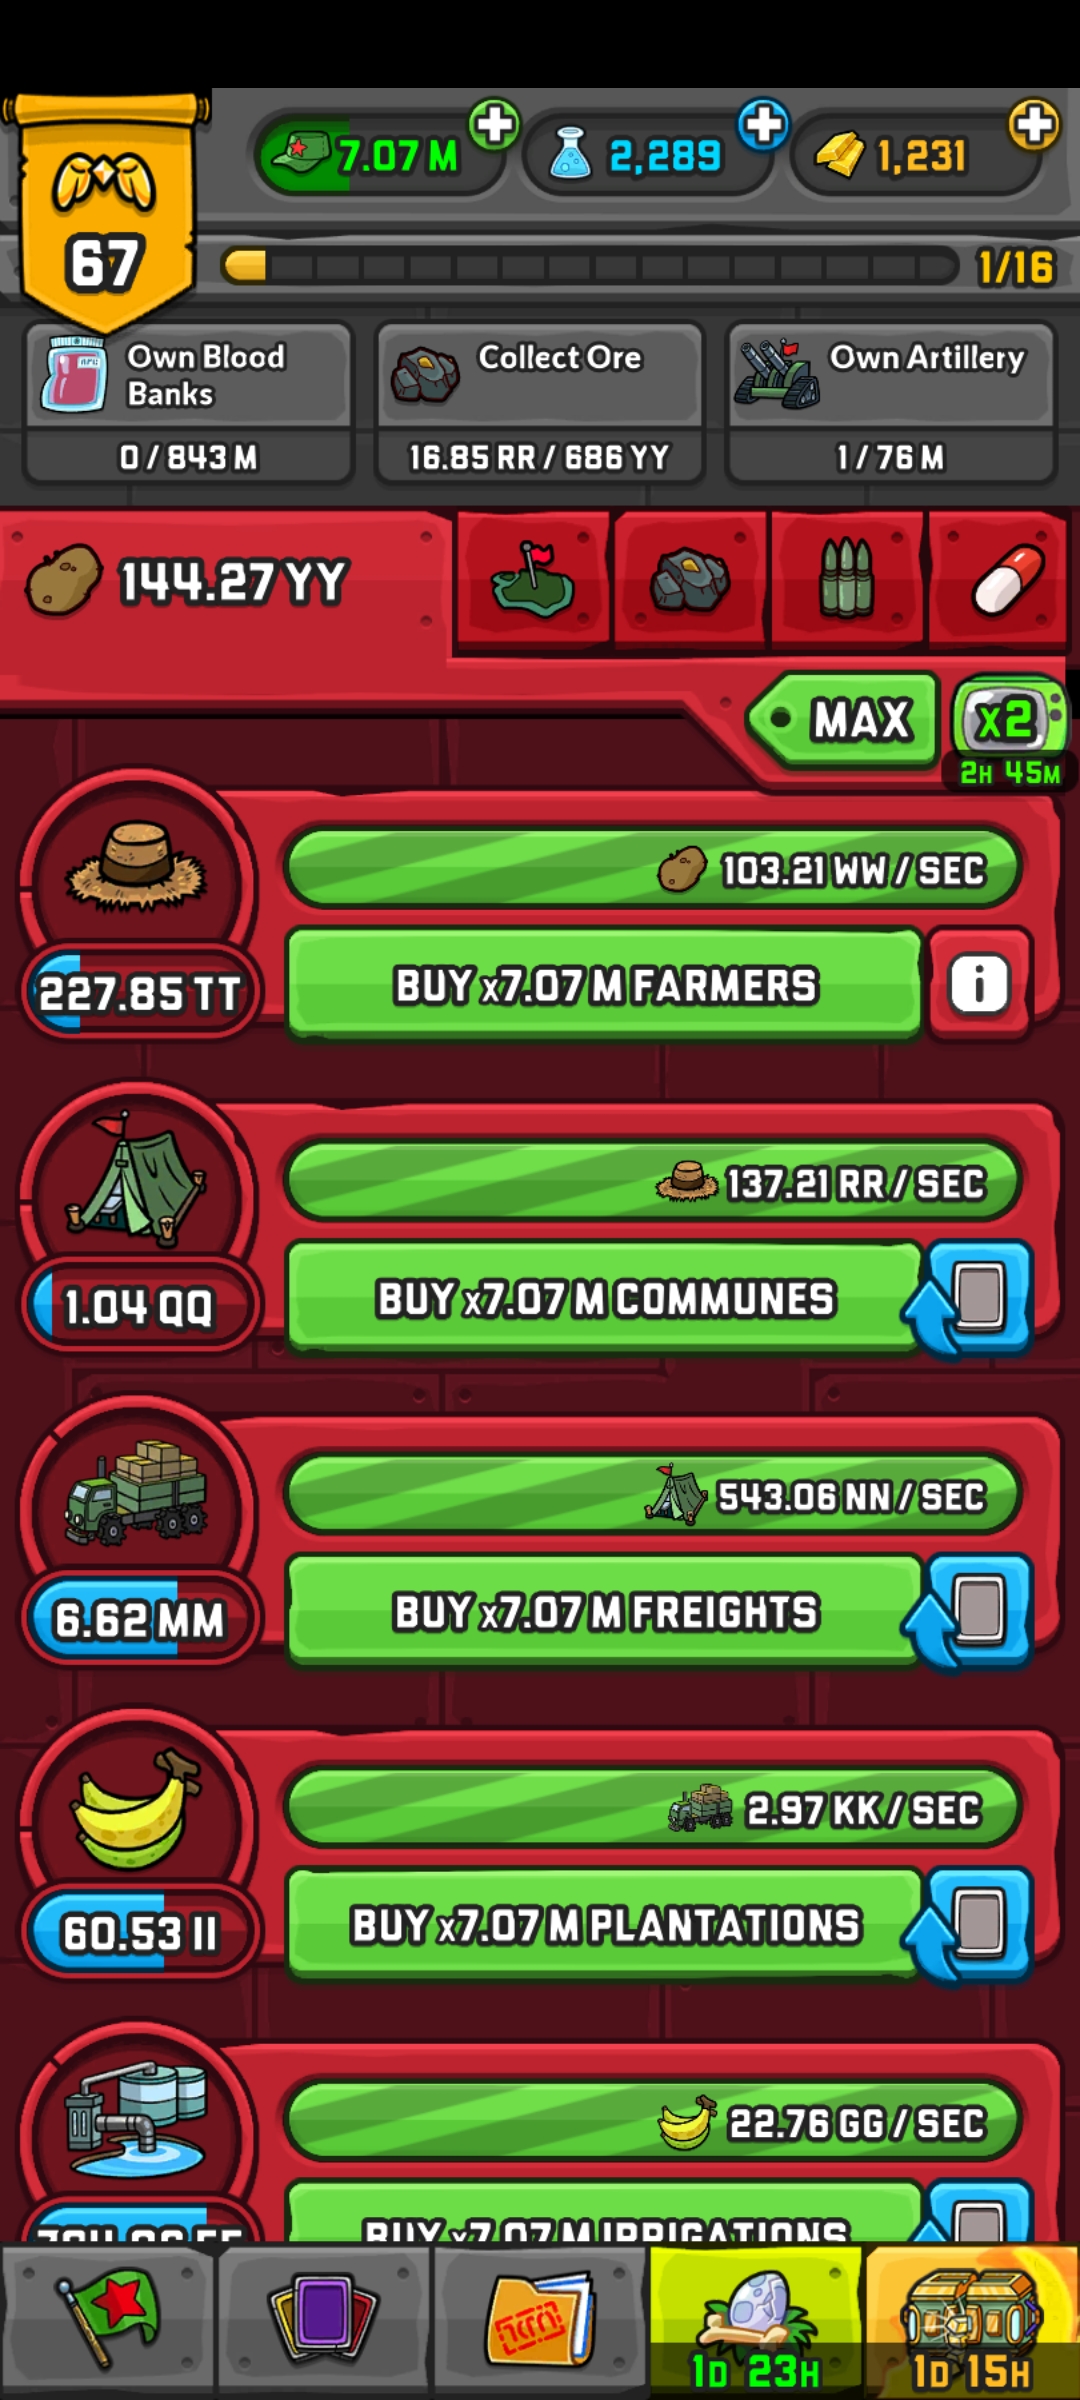 7.07 M
2,289
1,231
67
1/16
Own Blood
Banks
0 / 843 M
Collect Ore
16.85 RR / 686 YY
Own Artillery
1 / 76 M
144.27 YY
MAX
x2
2H 45M
103.21 WW / SEC
227.85 TT
BUY x7.07 M FARMERS
i
137.21 RR / SEC
1.04 QQ
BUY x7.07 M COMMUNES
543.06 NN / SEC
6.62 MM
BUY x7.07 M FREIGHTS
2.97 KK / SEC
60.53 II
BUY x7.07 M PLANTATIONS
22.76 GG / SEC
BUY x7.07 M IRRIGATIONS
1D 23H
1D 15H